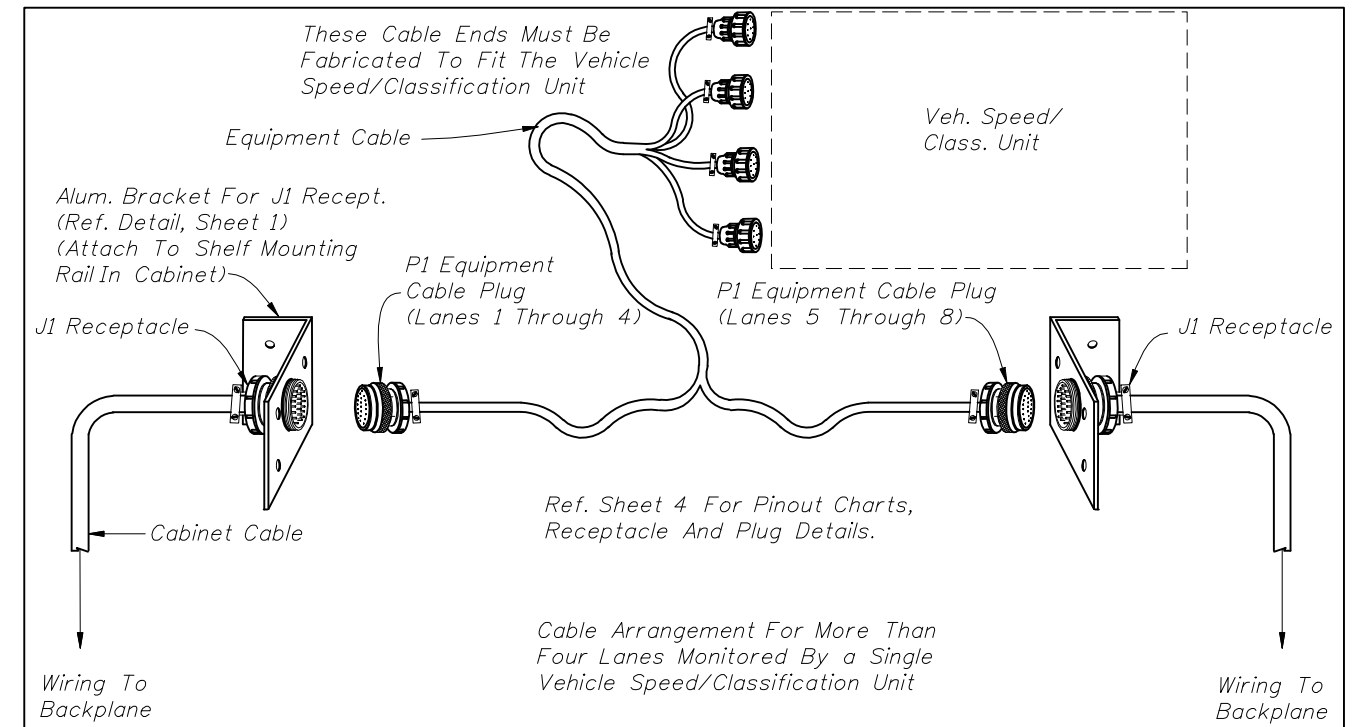 These Cable Ends Must Be
Fabricated To Fit The Vehicle
Speed/Classification Unit
Equipment Cable
Veh. Speed/
Class. Unit
Alum. Bracket For J1 Recept.
(Ref. Detail, Sheet 1)
(Attach To Shelf Mounting
Rail In Cabinet)
J1 Receptacle
P1 Equipment
Cable Plug
(Lanes 1 Through 4)
P1 Equipment Cable Plug
(Lanes 5 Through 8)
J1 Receptacle
Cabinet Cable
Ref. Sheet 4 For Pinout Charts,
Receptacle And Plug Details.
Cable Arrangement For More Than
Four Lanes Monitored By a Single
Vehicle Speed/Classification Unit
Wiring To
Backplane
Wiring To
Backplane